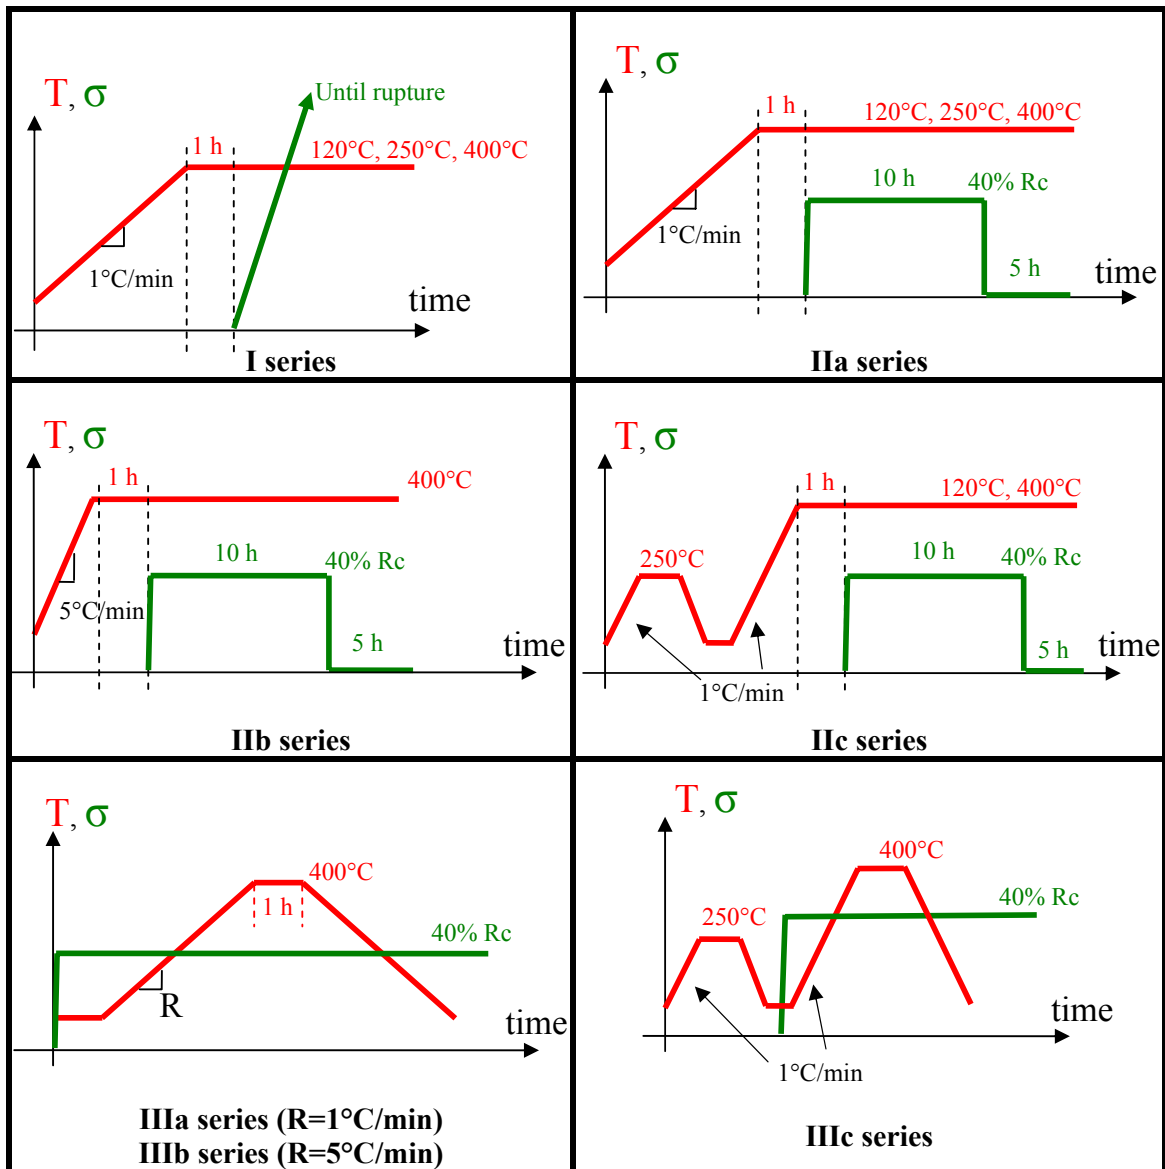 T, σ
Until rupture
1 h
120°C, 250°C, 400°C
1°C/min
time
I series
T, σ
1 h
120°C, 250°C, 400°C
10 h
40% Rc
1°C/min
5 h
time
IIa series
T, σ
1 h
400°C
10 h
40% Rc
5°C/min
5 h
time
IIb series
T, σ
1 h
120°C, 400°C
250°C
10 h
40% Rc
5 h
time
1°C/min
IIc series
T, σ
400°C
1 h
40% Rc
R
time
IIIa series (R=1°C/min)
IIIb series (R=5°C/min)
T, σ
400°C
250°C
40% Rc
time
1°C/min
IIIc series